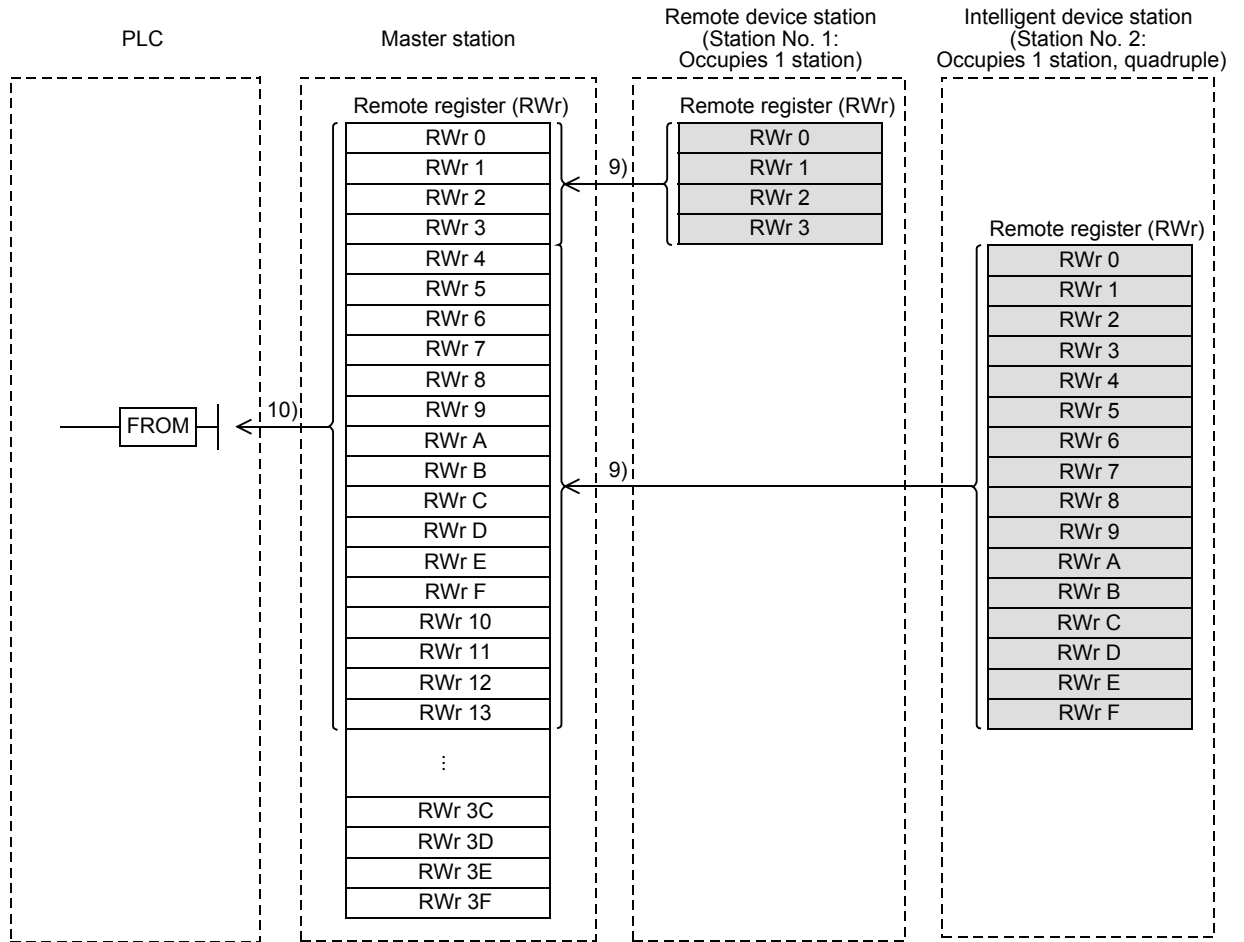 PLC
Master station
Remote device station
(Station No. 1:
Occupies 1 station)
Intelligent device station
(Station No. 2:
Occupies 1 station, quadruple)
Remote register (RWr)
RWr 0
RWr 1
RWr 2
RWr 3
RWr 4
RWr 5
RWr 6
RWr 7
RWr 8
RWr 9
RWr A
RWr B
RWr C
RWr D
RWr E
RWr F
RWr 10
RWr 11
RWr 12
RWr 13
⋮
RWr 3C
RWr 3D
RWr 3E
RWr 3F
Remote register (RWr)
RWr 0
RWr 1
RWr 2
RWr 3
Remote register (RWr)
RWr 0
RWr 1
RWr 2
RWr 3
RWr 4
RWr 5
RWr 6
RWr 7
RWr 8
RWr 9
RWr A
RWr B
RWr C
RWr D
RWr E
RWr F
9)
9)
10)
FROM